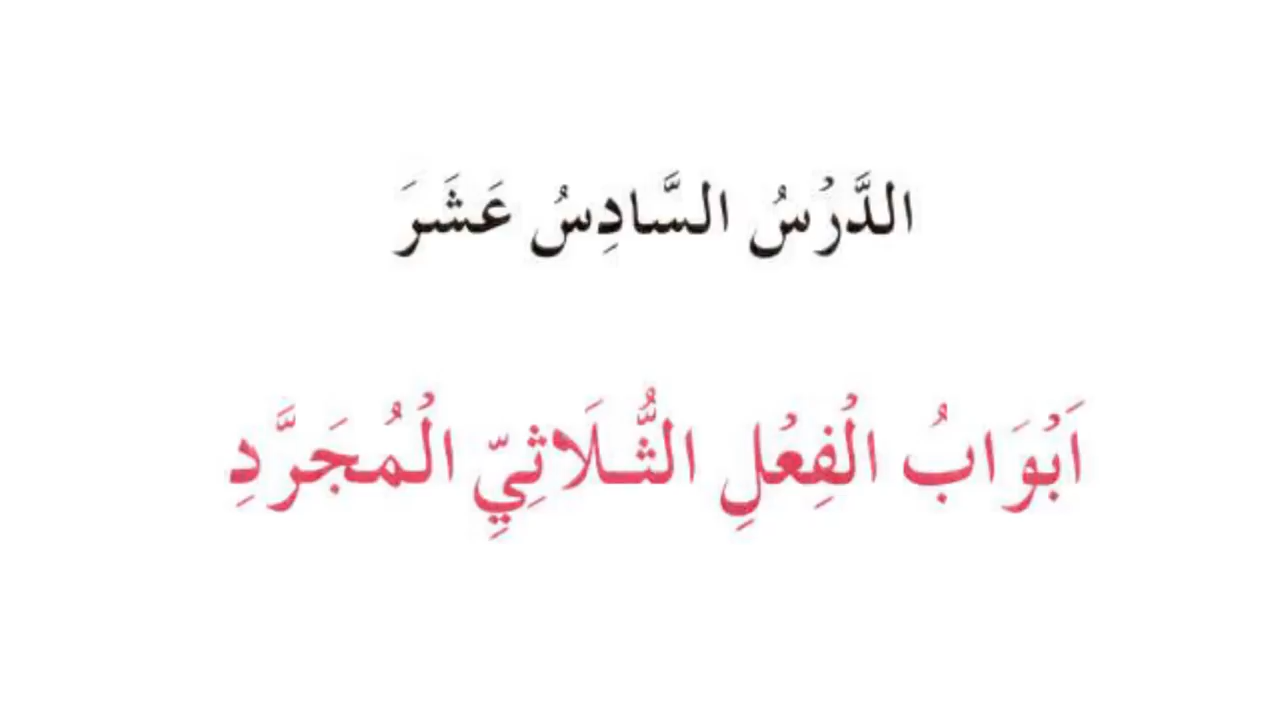 الدَّرْسُ السَّادِسُ عَشَرَ
اَبْوَابُ الْفِعْلِ الثُّلَاثِيِّ الْمُجَرَّدِ